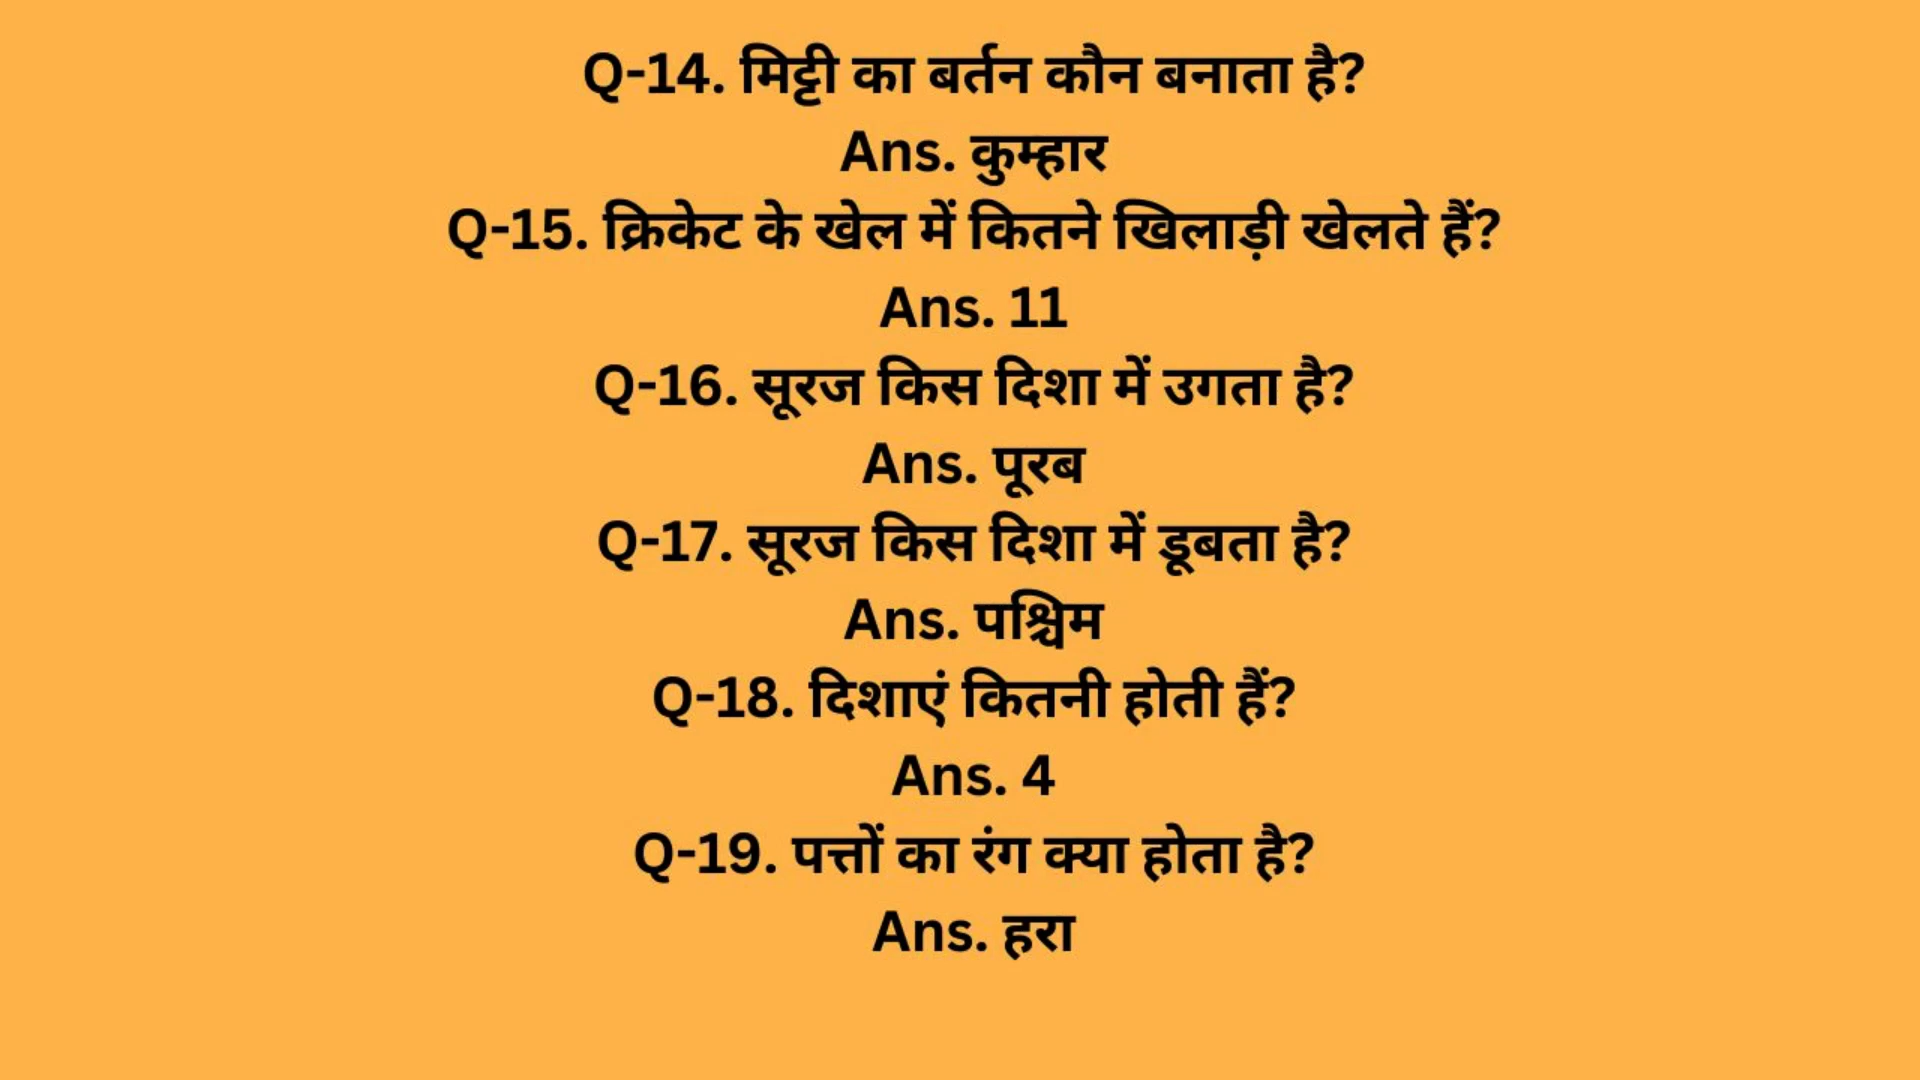 Q-14. मिट्टी का बर्तन कौन बनाता है?
Ans. कुम्हार
Q-15. क्रिकेट के खेल में कितने खिलाड़ी खेलते हैं?
Ans. 11
Q-16. सूरज किस दिशा में उगता है?
Ans. पूरब
Q-17. सूरज किस दिशा में डूबता है?
Ans. पश्चिम
Q-18. दिशाएं कितनी होती हैं?
Ans. 4
Q-19. पत्तों का रंग क्या होता है?
Ans. हरा